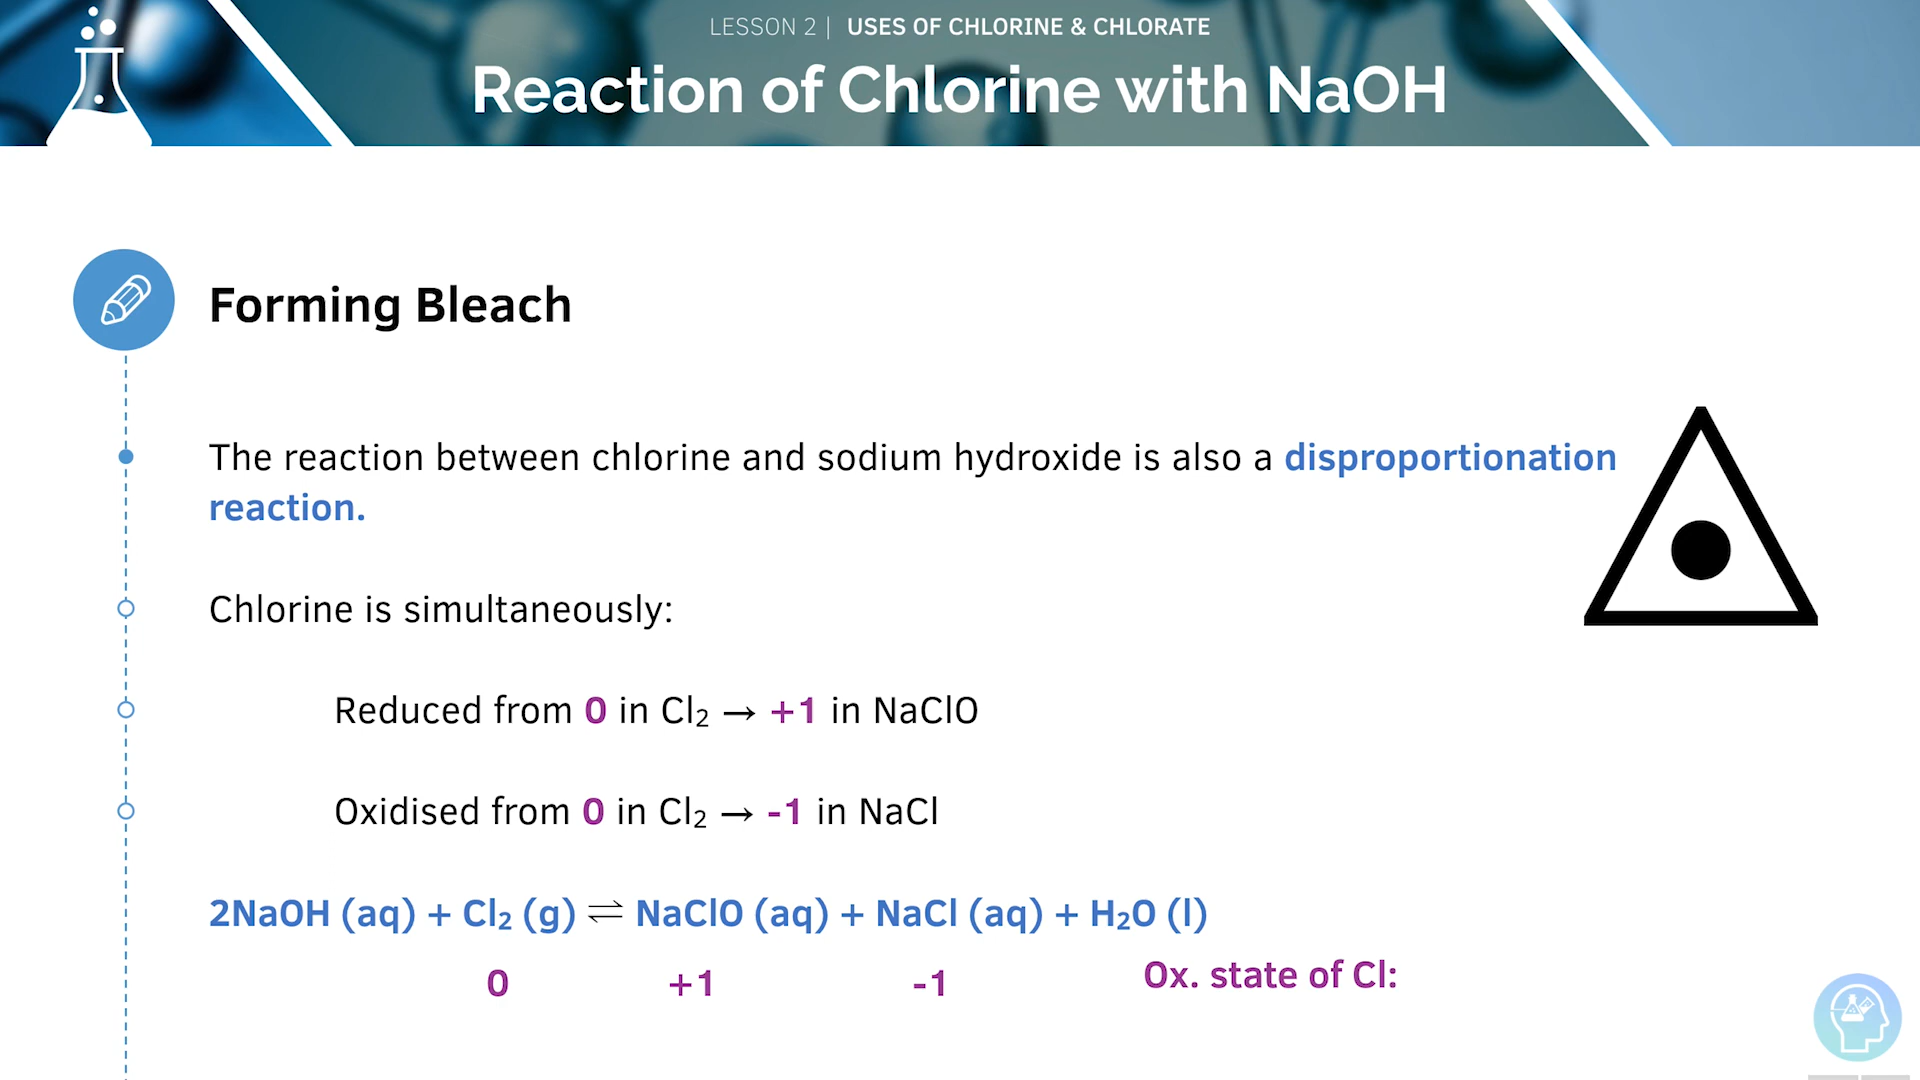 LESSON 2 | USES OF CHLORINE & CHLORATE
Reaction of Chlorine with NaOH
Forming Bleach
The reaction between chlorine and sodium hydroxide is also a disproportionation
reaction.
Chlorine is simultaneously:
Reduced from 0 in Cl₂ → +1 in NaClO
Oxidised from 0 in Cl₂ → -1 in NaCl
2NaOH (aq) + Cl₂ (g) ⇌ NaClO (aq) + NaCl (aq) + H₂O (l)
0 +1 -1 Ox. state of Cl: